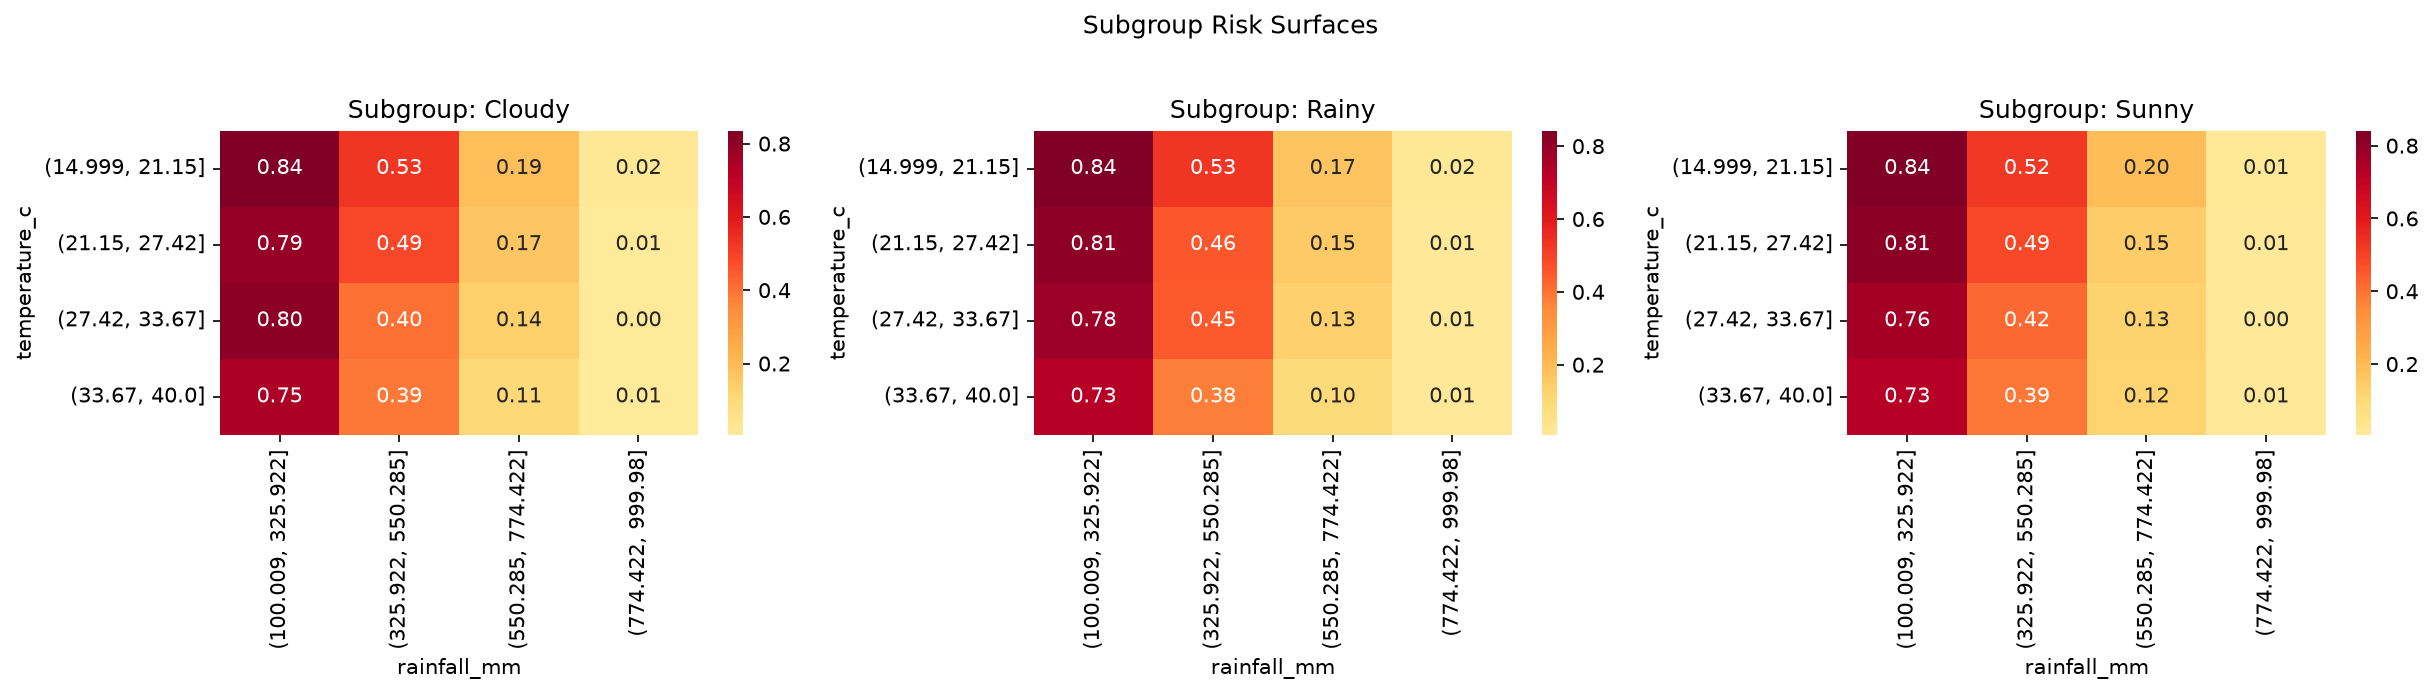 Subgroup Risk Surfaces
Subgroup: Cloudy
temperature_c
(14.999, 21.15] 0.84 0.53 0.19 0.02
(21.15, 27.42] 0.79 0.49 0.17 0.01
(27.42, 33.67] 0.80 0.40 0.14 0.00
(33.67, 40.0] 0.75 0.39 0.11 0.01
(100.009, 325.922]
(325.922, 550.285]
(550.285, 774.422]
(774.422, 999.98]
rainfall_mm
0.8
0.6
0.4
0.2
Subgroup: Rainy
temperature_c
(14.999, 21.15] 0.84 0.53 0.17 0.02
(21.15, 27.42] 0.81 0.46 0.15 0.01
(27.42, 33.67] 0.78 0.45 0.13 0.01
(33.67, 40.0] 0.73 0.38 0.10 0.01
(100.009, 325.922]
(325.922, 550.285]
(550.285, 774.422]
(774.422, 999.98]
rainfall_mm
0.8
0.6
0.4
0.2
Subgroup: Sunny
temperature_c
(14.999, 21.15] 0.84 0.52 0.20 0.01
(21.15, 27.42] 0.81 0.49 0.15 0.01
(27.42, 33.67] 0.76 0.42 0.13 0.00
(33.67, 40.0] 0.73 0.39 0.12 0.01
(100.009, 325.922]
(325.922, 550.285]
(550.285, 774.422]
(774.422, 999.98]
rainfall_mm
0.8
0.6
0.4
0.2